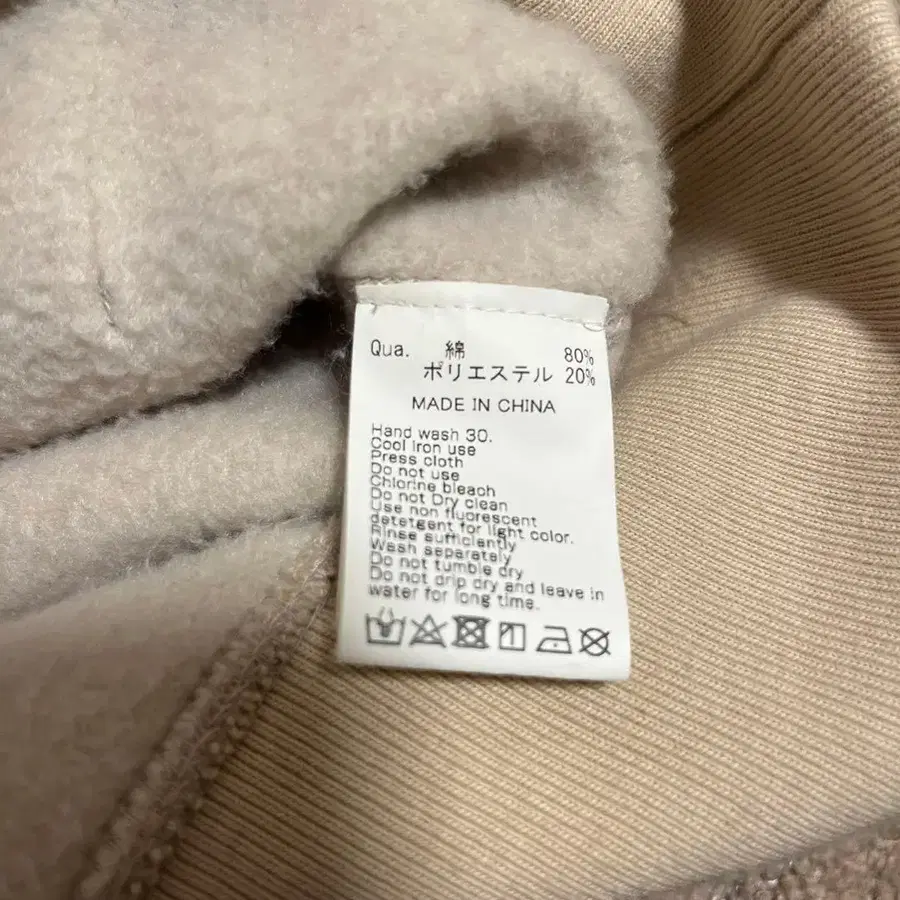 Qua. 綿 80%
ポリエステル 20%
MADE IN CHINA
Hand wash 30.
Cool iron use
Press cloth
Do not use
Chlorine bleach
Do not Dry clean
Use non fluorescent
detetgent for light color.
Rinse sufficiently
Wash separately
Do not tumble dry
Do not drip dry and leave in
water for long time.